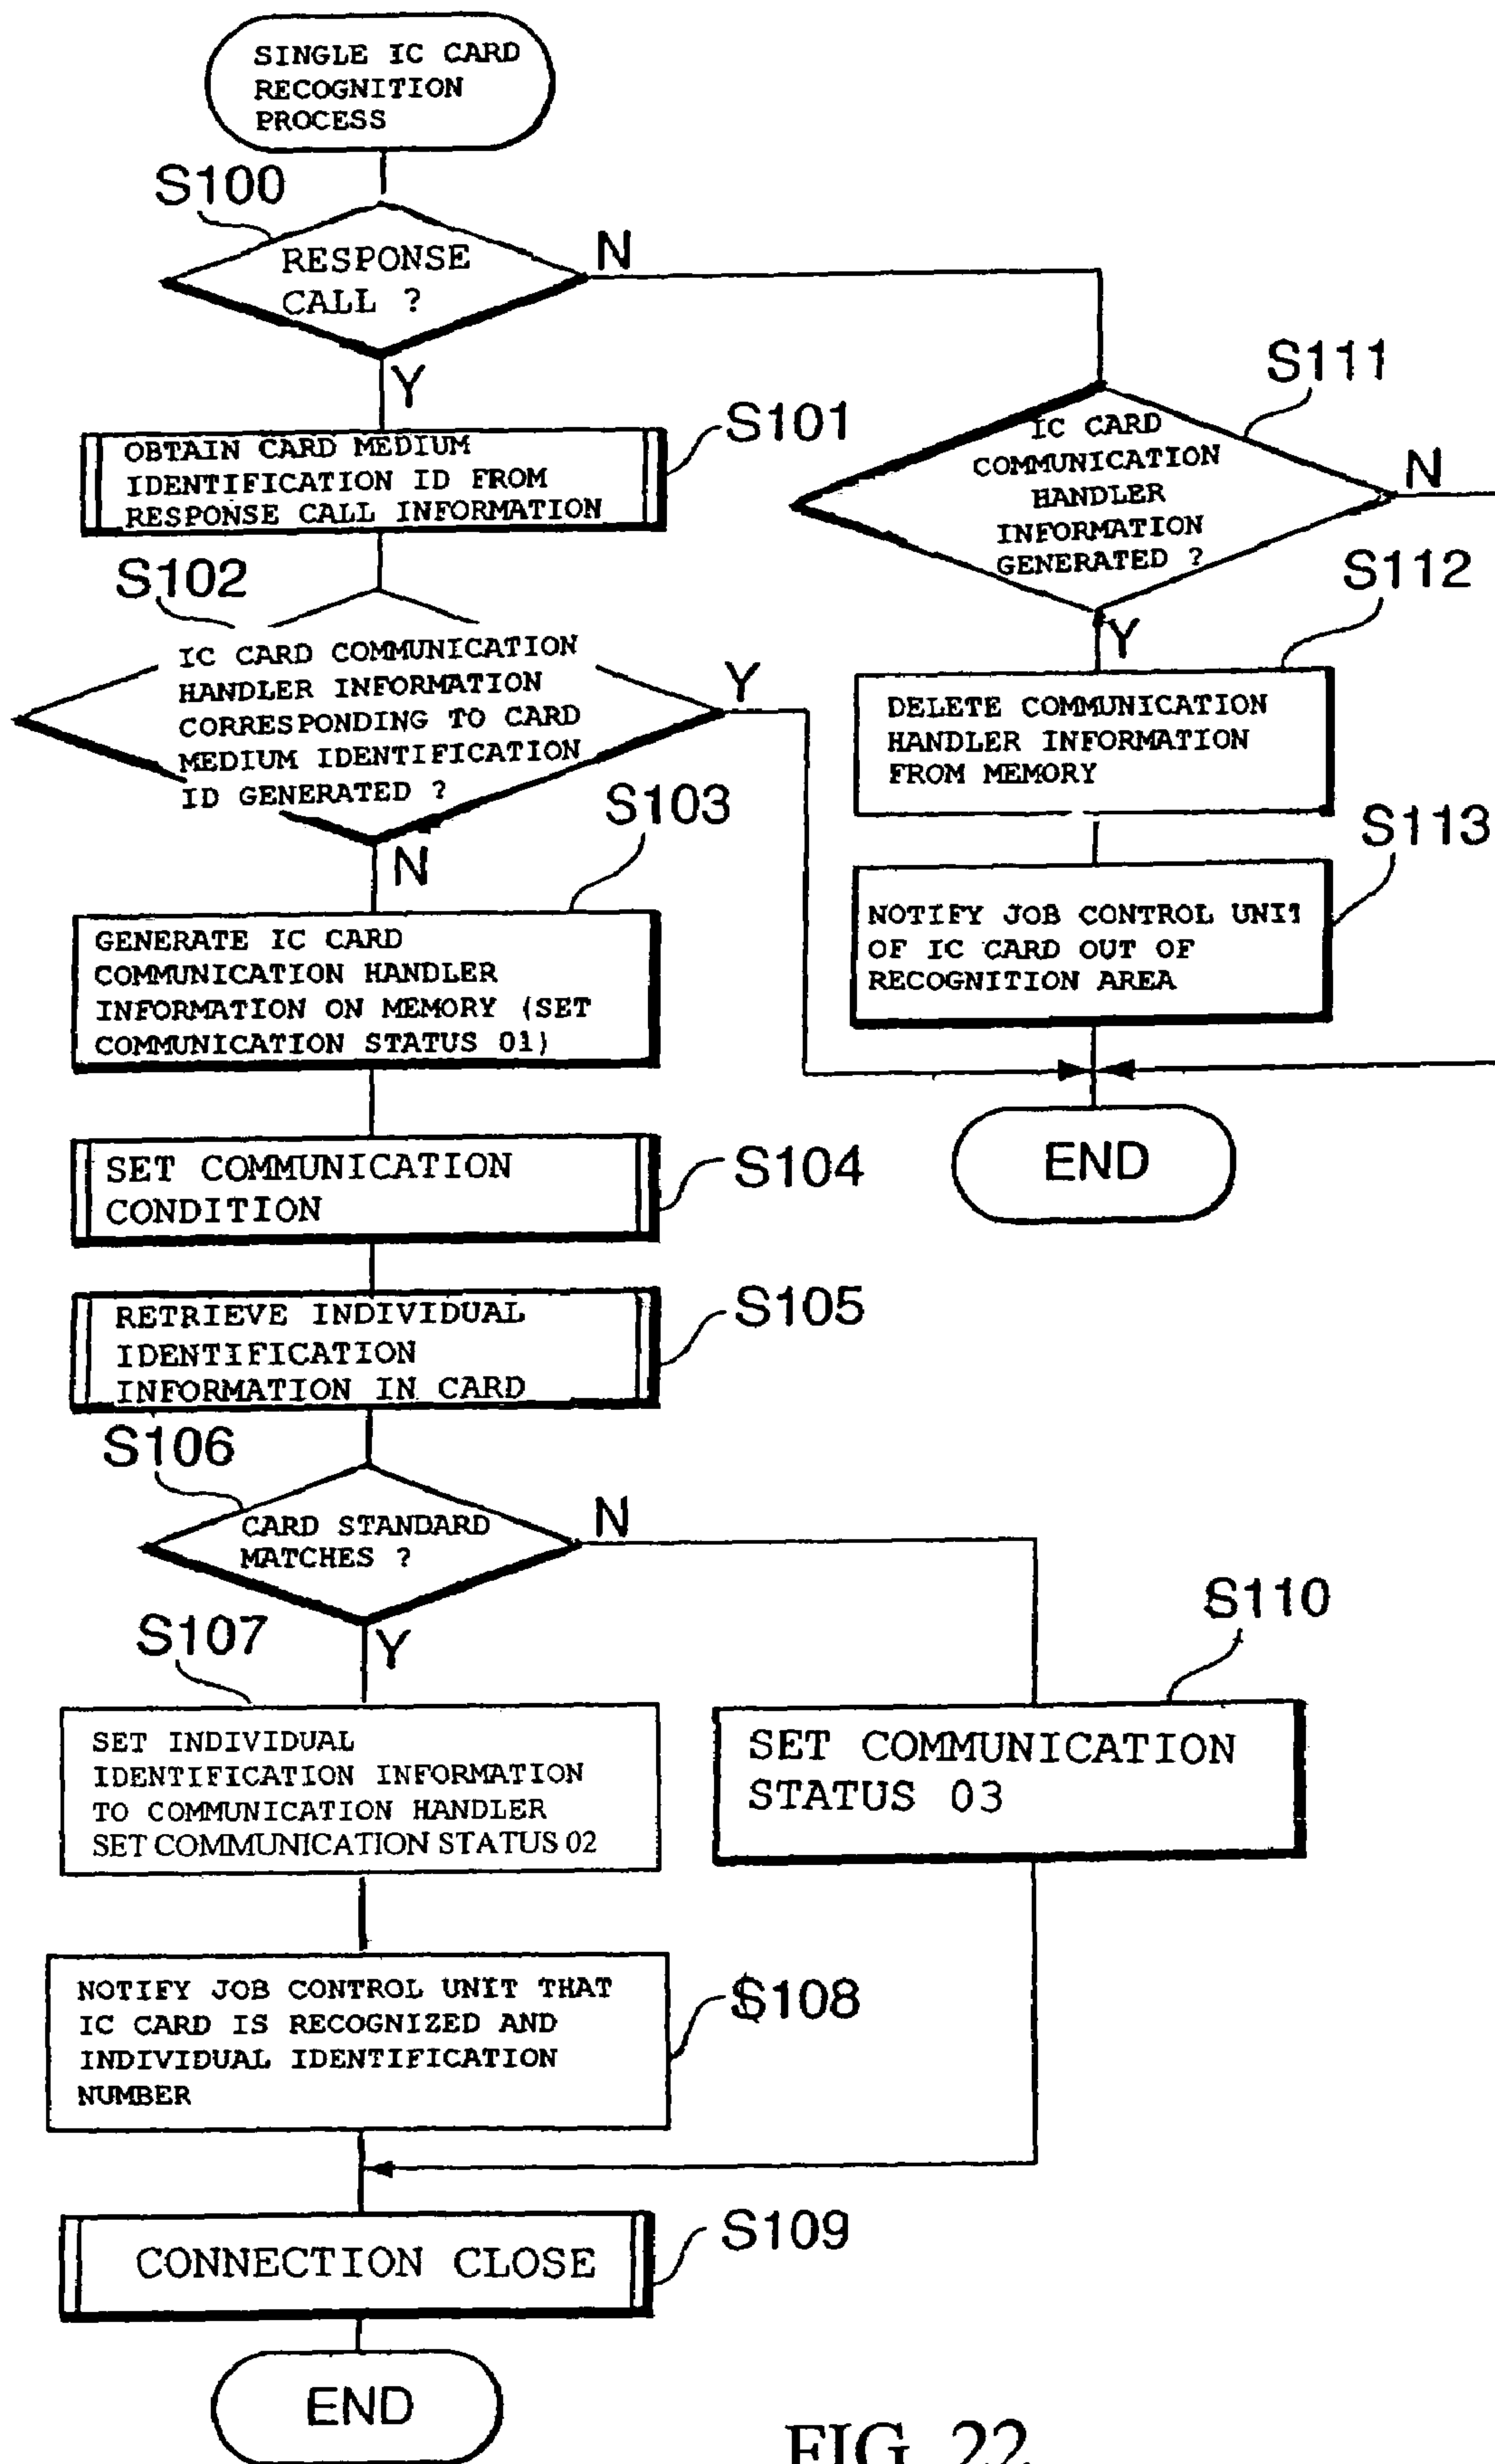 SINGLE IC CARD
RECOGNITION
PROCESS
S100
RESPONSE
CALL ?
N
Y
S101
OBTAIN CARD MEDIUM
IDENTIFICATION ID FROM
RESPONSE CALL INFORMATION
S102
IC CARD COMMUNICATION
HANDLER INFORMATION
CORRESPONDING TO CARD
MEDIUM IDENTIFICATION
ID GENERATED ?
Y
N
S103
GENERATE IC CARD
COMMUNICATION HANDLER
INFORMATION ON MEMORY (SET
COMMUNICATION STATUS 01)
SET COMMUNICATION
CONDITION
S104
RETRIEVE INDIVIDUAL
IDENTIFICATION
INFORMATION IN CARD
S105
S106
CARD STANDARD
MATCHES ?
N
Y
S107
SET INDIVIDUAL
IDENTIFICATION INFORMATION
TO COMMUNICATION HANDLER
SET COMMUNICATION STATUS 02
NOTIFY JOB CONTROL UNIT THAT
IC CARD IS RECOGNIZED AND
INDIVIDUAL IDENTIFICATION
NUMBER
S108
CONNECTION CLOSE
S109
END
S110
SET COMMUNICATION
STATUS 03
S111
IC CARD
COMMUNICATION
HANDLER
INFORMATION
GENERATED ?
N
Y
S112
DELETE COMMUNICATION
HANDLER INFORMATION
FROM MEMORY
S113
NOTIFY JOB CONTROL UNIT
OF IC CARD OUT OF
RECOGNITION AREA
END
FIG. 22